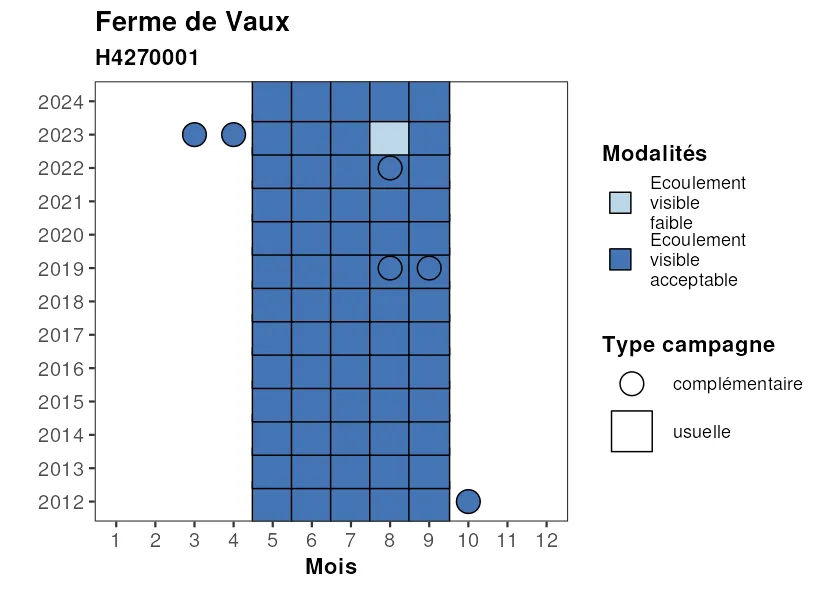 Ferme de Vaux
H4270001
2024
2023
2022
2021
2020
2019
2018
2017
2016
2015
2014
2013
2012
1 2 3 4 5 6 7 8 9 10 11 12
Mois
Modalités
Ecoulement
visible
faible
Ecoulement
visible
acceptable
Type campagne
complémentaire
usuelle